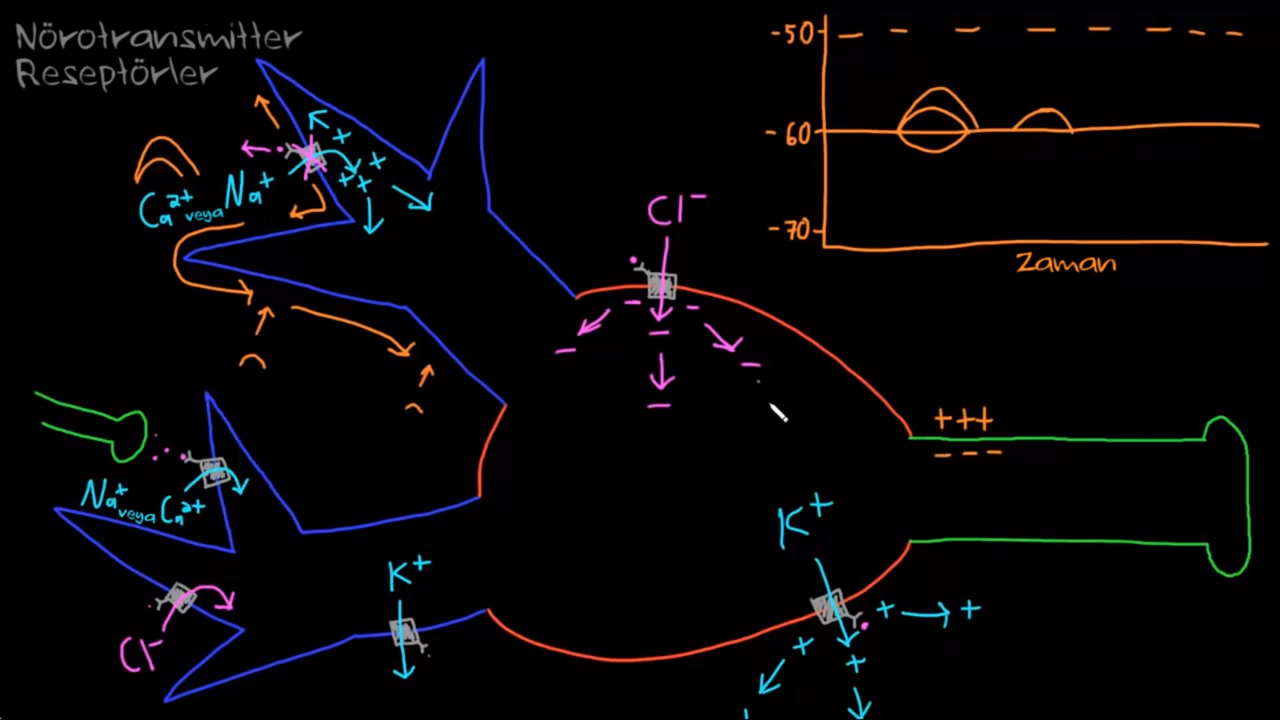 Nörotransmitter
Reseptörler
-50
-60
-70
Zaman
Ca²⁺ veya Na⁺
Cl⁻
+++
---
Na⁺ veya Ca²⁺
K⁺
K⁺
Cl⁻